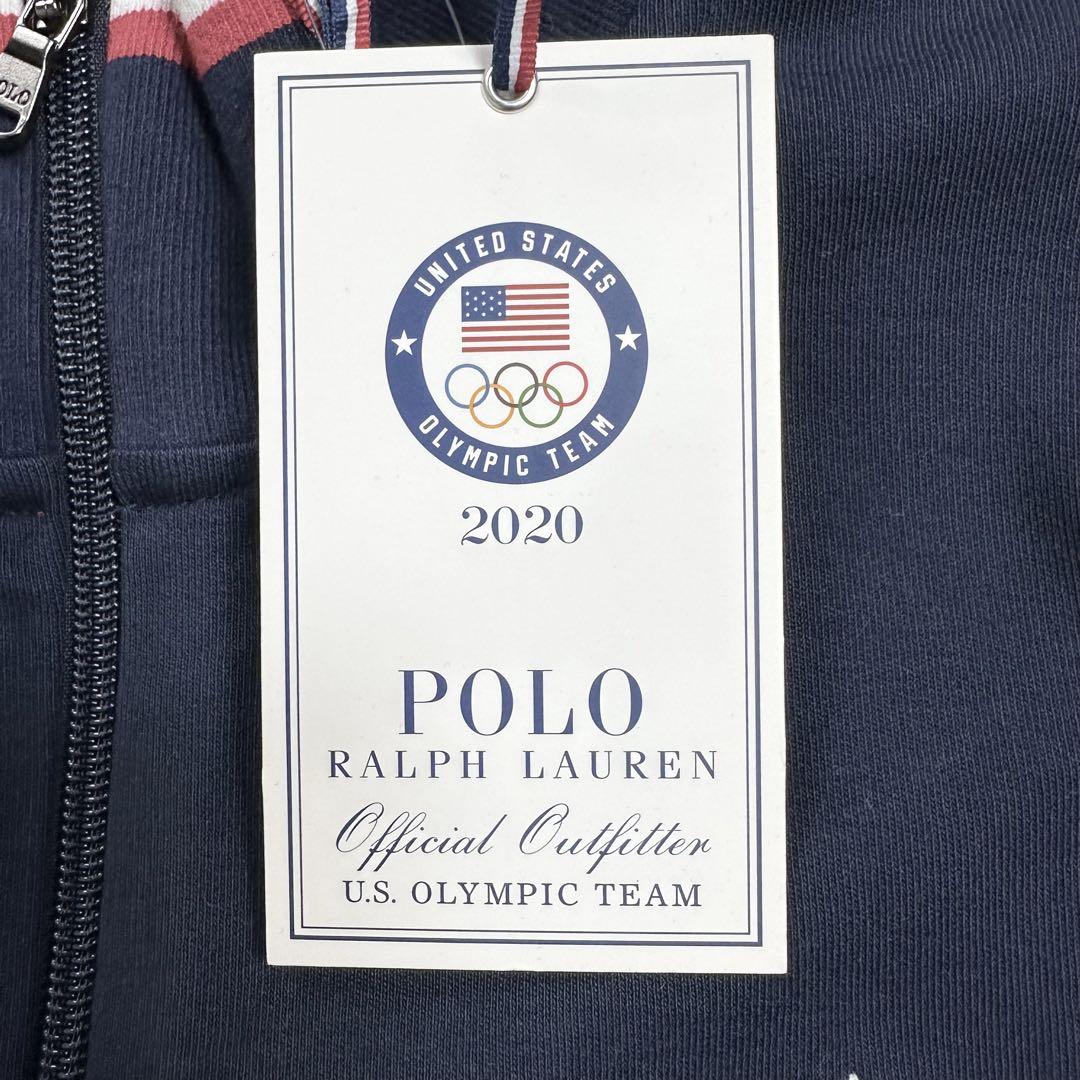 UNITED STATES
OLYMPIC TEAM
2020
POLO
RALPH LAUREN
Official Outfitter
U.S. OLYMPIC TEAM